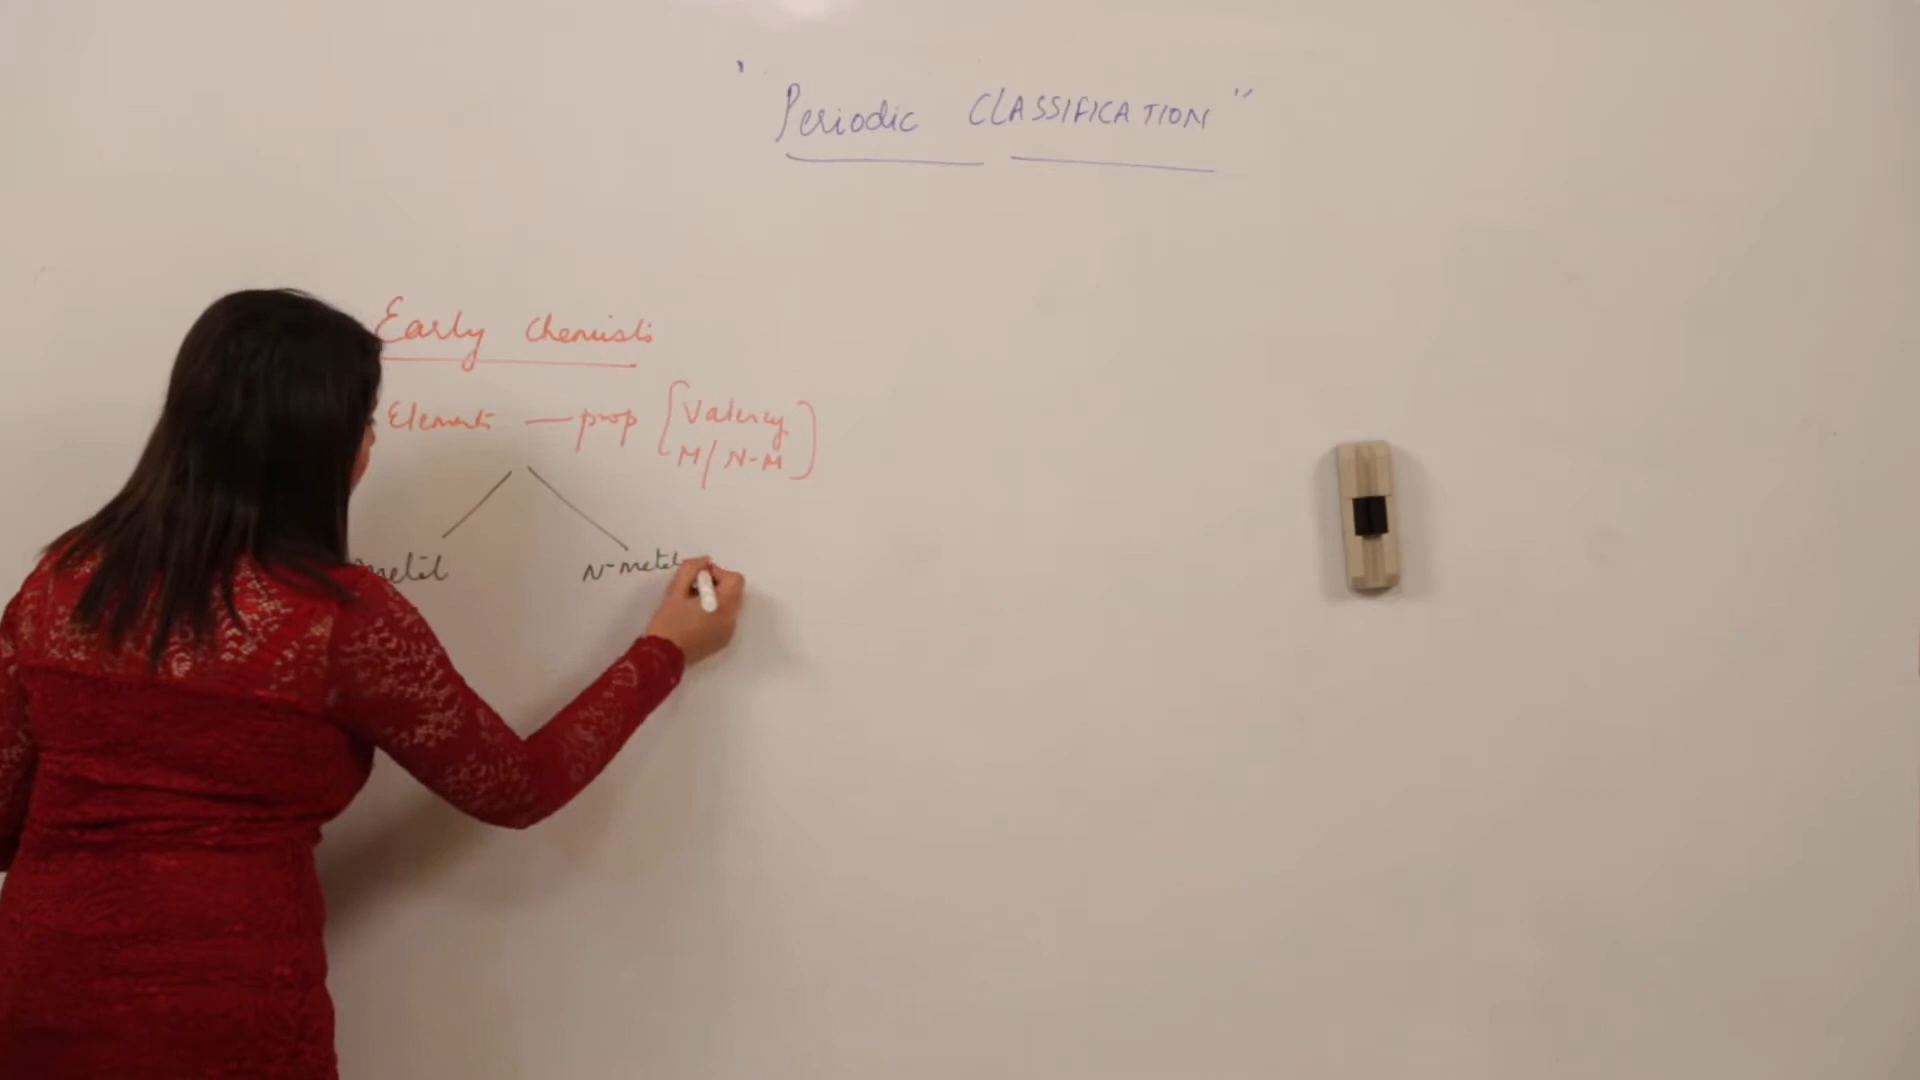 " Periodic CLASSIFICATION "
Early Chemists
Elements — prop [Valency
M/N-M]
metal N-metal